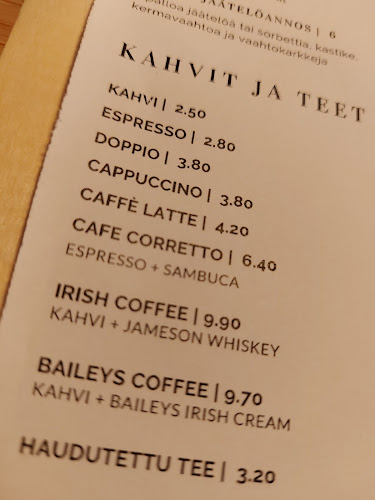 JÄÄTELÖANNOS | 6
palloa jäätelöä tai sorbettia, kastike,
kermavaahtoa ja vaahtokarkkeja
KAHVIT JA TEET
KAHVI | 2.50
ESPRESSO | 2.80
DOPPIO | 3.80
CAPPUCCINO | 3.80
CAFFÈ LATTE | 4.20
CAFE CORRETTO | 6.40
ESPRESSO + SAMBUCA
IRISH COFFEE | 9.90
KAHVI + JAMESON WHISKEY
BAILEYS COFFEE | 9.70
KAHVI + BAILEYS IRISH CREAM
HAUDUTETTU TEE | 3.20